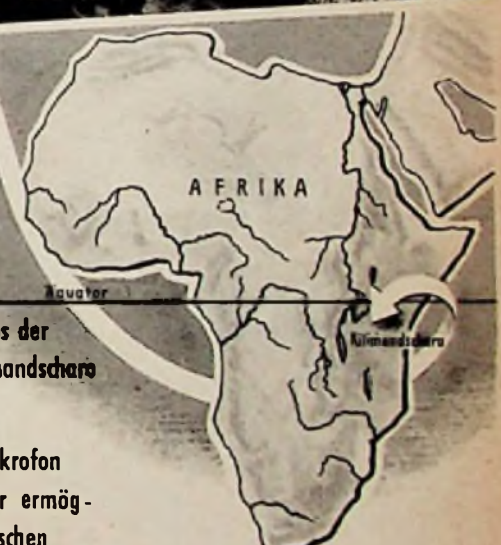 AFRIKA
Äquator
Kilimandscharo
s der
andscharo
krofon
r ermög-
schen